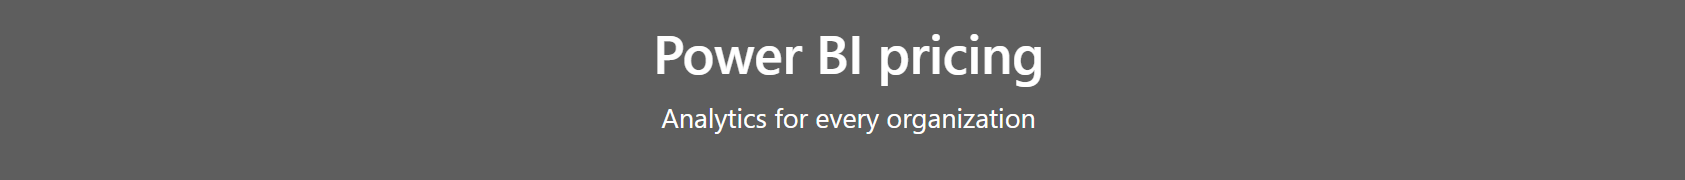 Power BI pricing
Analytics for every organization